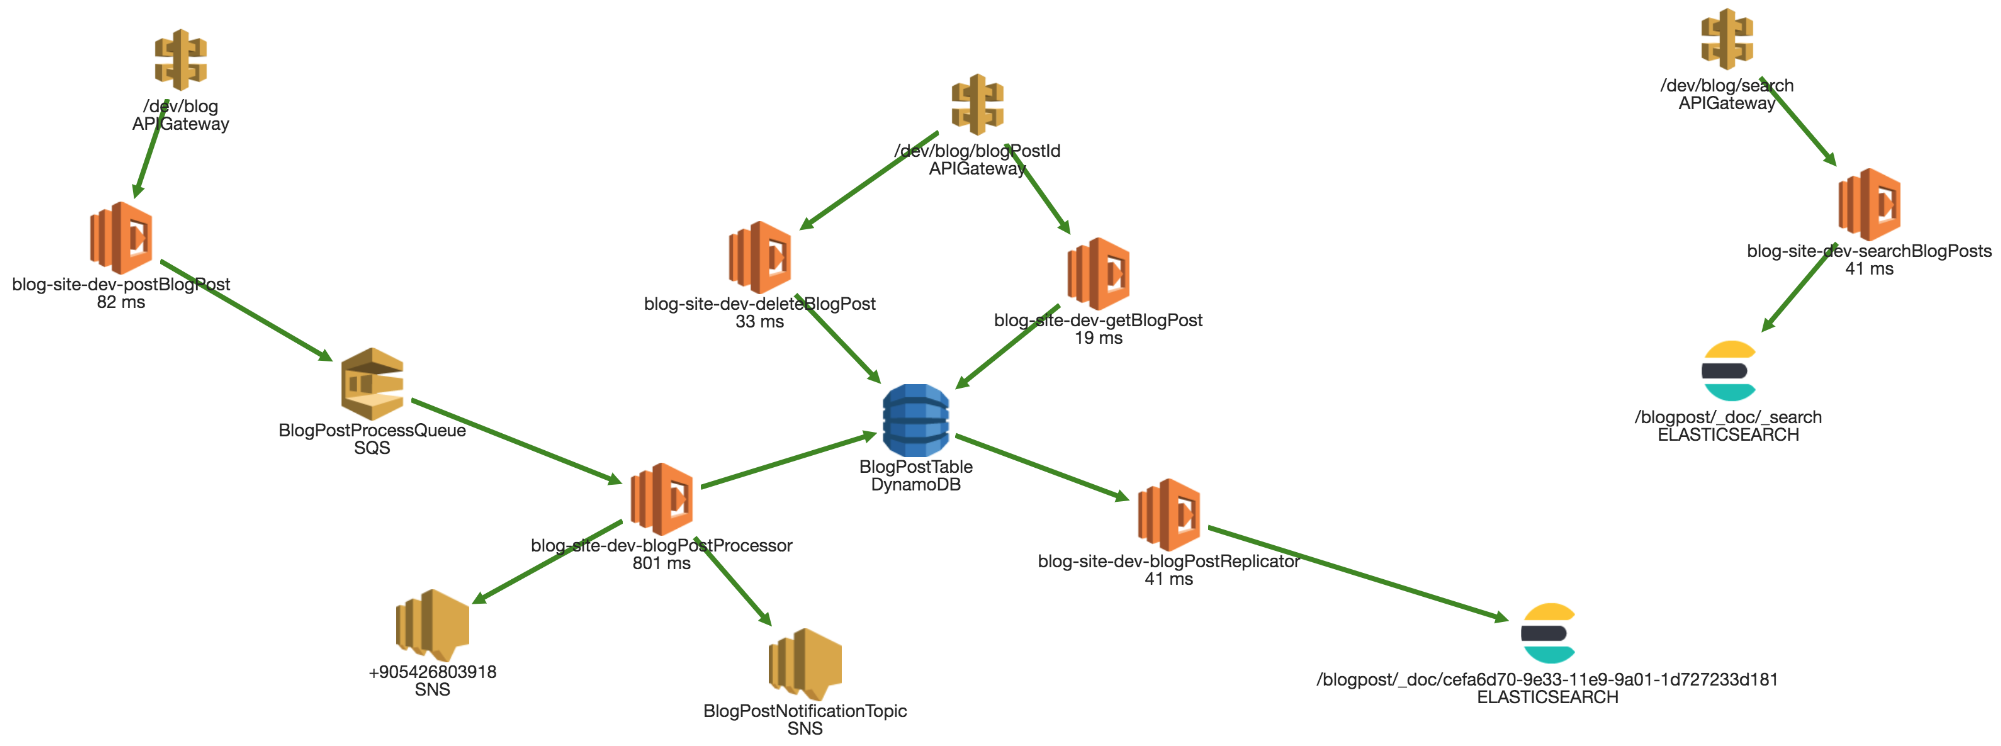 /dev/blog
APIGateway
/dev/blog/blogPostId
APIGateway
/dev/blog/search
APIGateway
blog-site-dev-postBlogPost
82 ms
blog-site-dev-deleteBlogPost
33 ms
blog-site-dev-getBlogPost
19 ms
blog-site-dev-searchBlogPosts
41 ms
BlogPostProcessQueue
SQS
BlogPostTable
DynamoDB
/blogpost/_doc/_search
ELASTICSEARCH
blog-site-dev-blogPostProcessor
801 ms
blog-site-dev-blogPostReplicator
41 ms
+905426803918
SNS
BlogPostNotificationTopic
SNS
/blogpost/_doc/cefa6d70-9e33-11e9-9a01-1d727233d181
ELASTICSEARCH